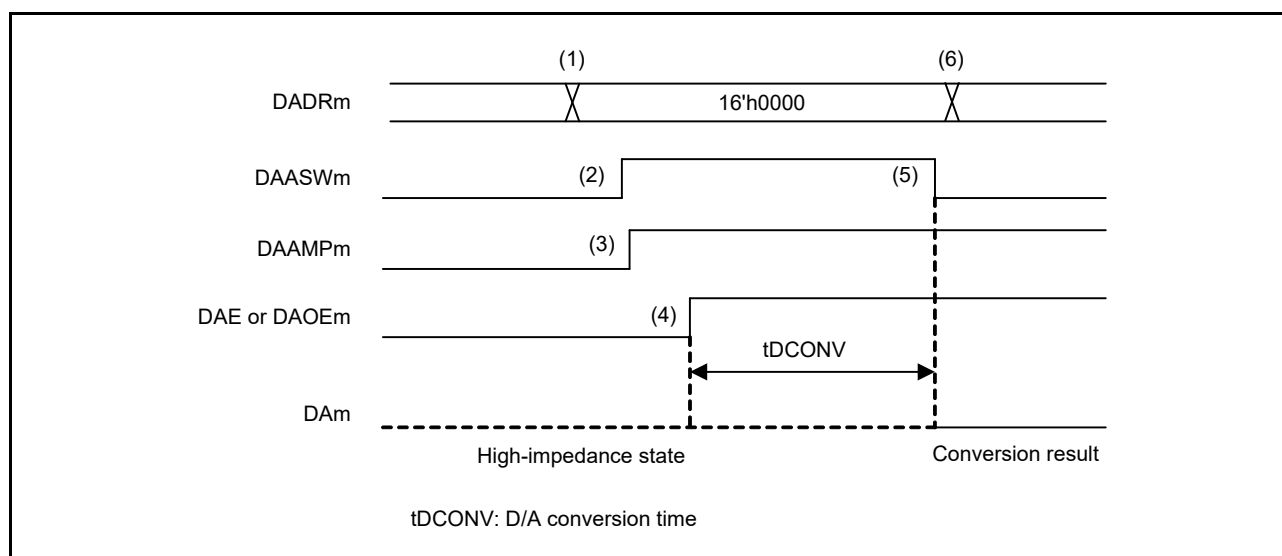 (1) (6)
DADRm 16'h0000
DAASWm (2) (5)
DAAMPm (3)
DAE or DAOEm (4)
tDCONV
DAm
High-impedance state Conversion result
tDCONV: D/A conversion time